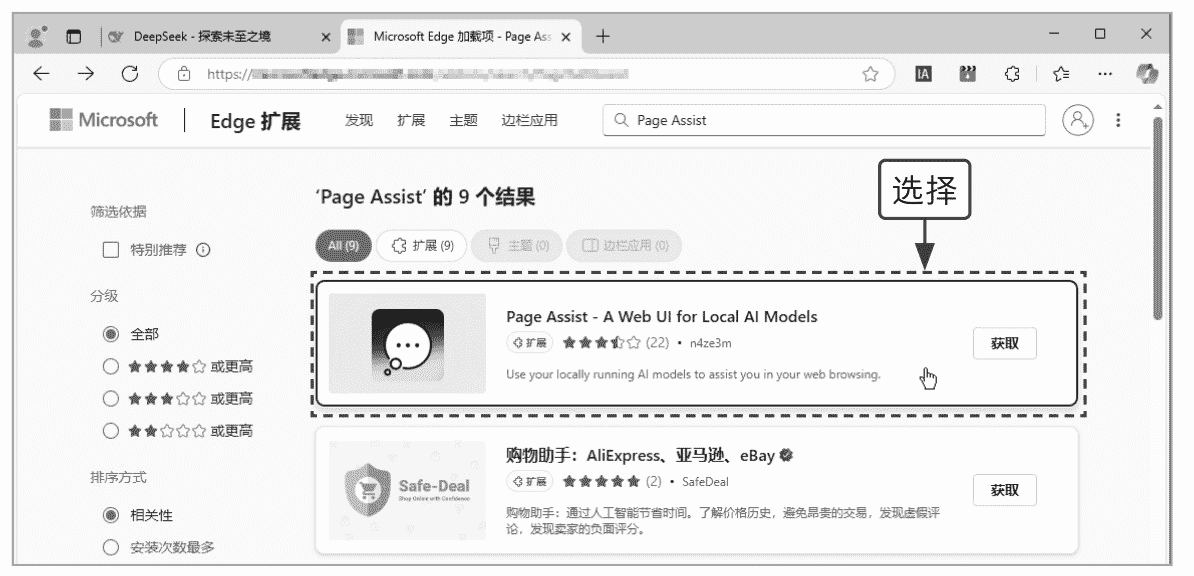 DeepSeek - 探索未至之境
Microsoft Edge 加载项 - Page Ass
https://
IA
Microsoft
Edge 扩展
发现
扩展
主题
边栏应用
Page Assist
选择
'Page Assist' 的 9 个结果
筛选依据
特别推荐
All (9)
扩展 (9)
主题 (0)
边栏应用 (0)
分级
全部
或更高
或更高
或更高
排序方式
相关性
安装次数最多
Page Assist - A Web UI for Local AI Models
扩展
(22) • n4ze3m
Use your locally running AI models to assist you in your web browsing.
获取
Safe-Deal
Shop Online with Confidence
购物助手：AliExpress、亚马逊、eBay
扩展
(2) • SafeDeal
购物助手：通过人工智能节省时间。了解价格历史，避免昂贵的交易，发现虚假评
论，发现卖家的负面评分。
获取